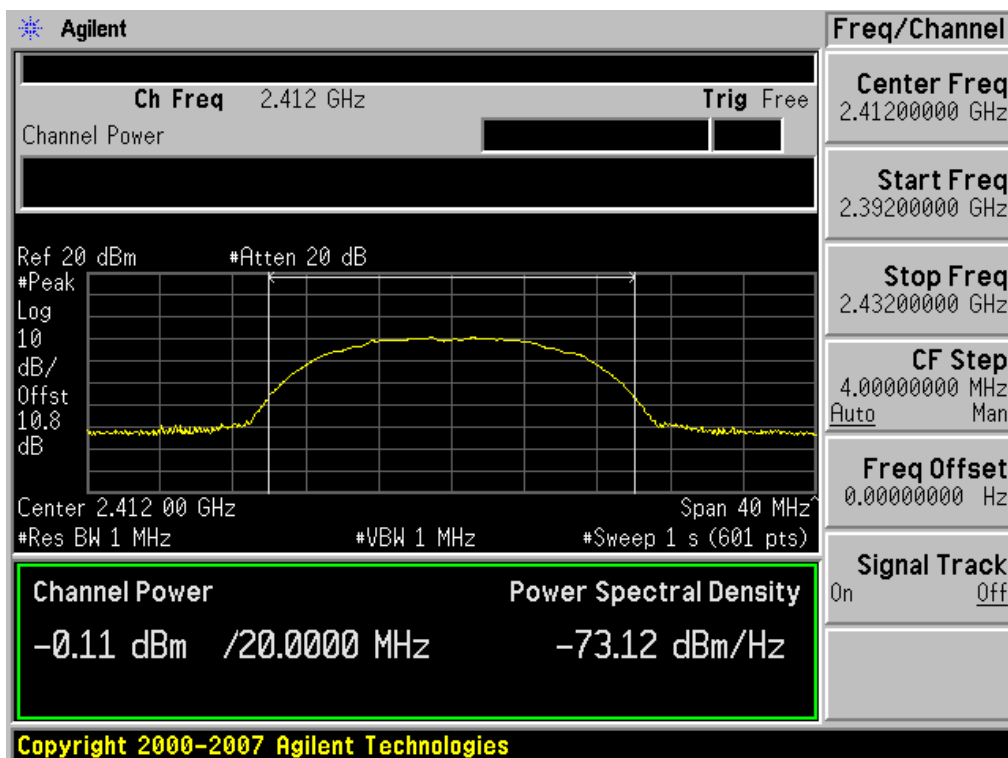 Agilent
Freq/Channel
Ch Freq 2.412 GHz Trig Free
Channel Power
Center Freq
2.41200000 GHz
Start Freq
2.39200000 GHz
Stop Freq
2.43200000 GHz
CF Step
4.00000000 MHz
Auto Man
Freq Offset
0.00000000 Hz
Signal Track
On Off
Ref 20 dBm #Atten 20 dB
#Peak
Log
10
dB/
Offst
10.8
dB
Center 2.412 00 GHz Span 40 MHz^
#Res BW 1 MHz #VBW 1 MHz #Sweep 1 s (601 pts)
Channel Power Power Spectral Density
-0.11 dBm /20.0000 MHz -73.12 dBm/Hz
Copyright 2000-2007 Agilent Technologies